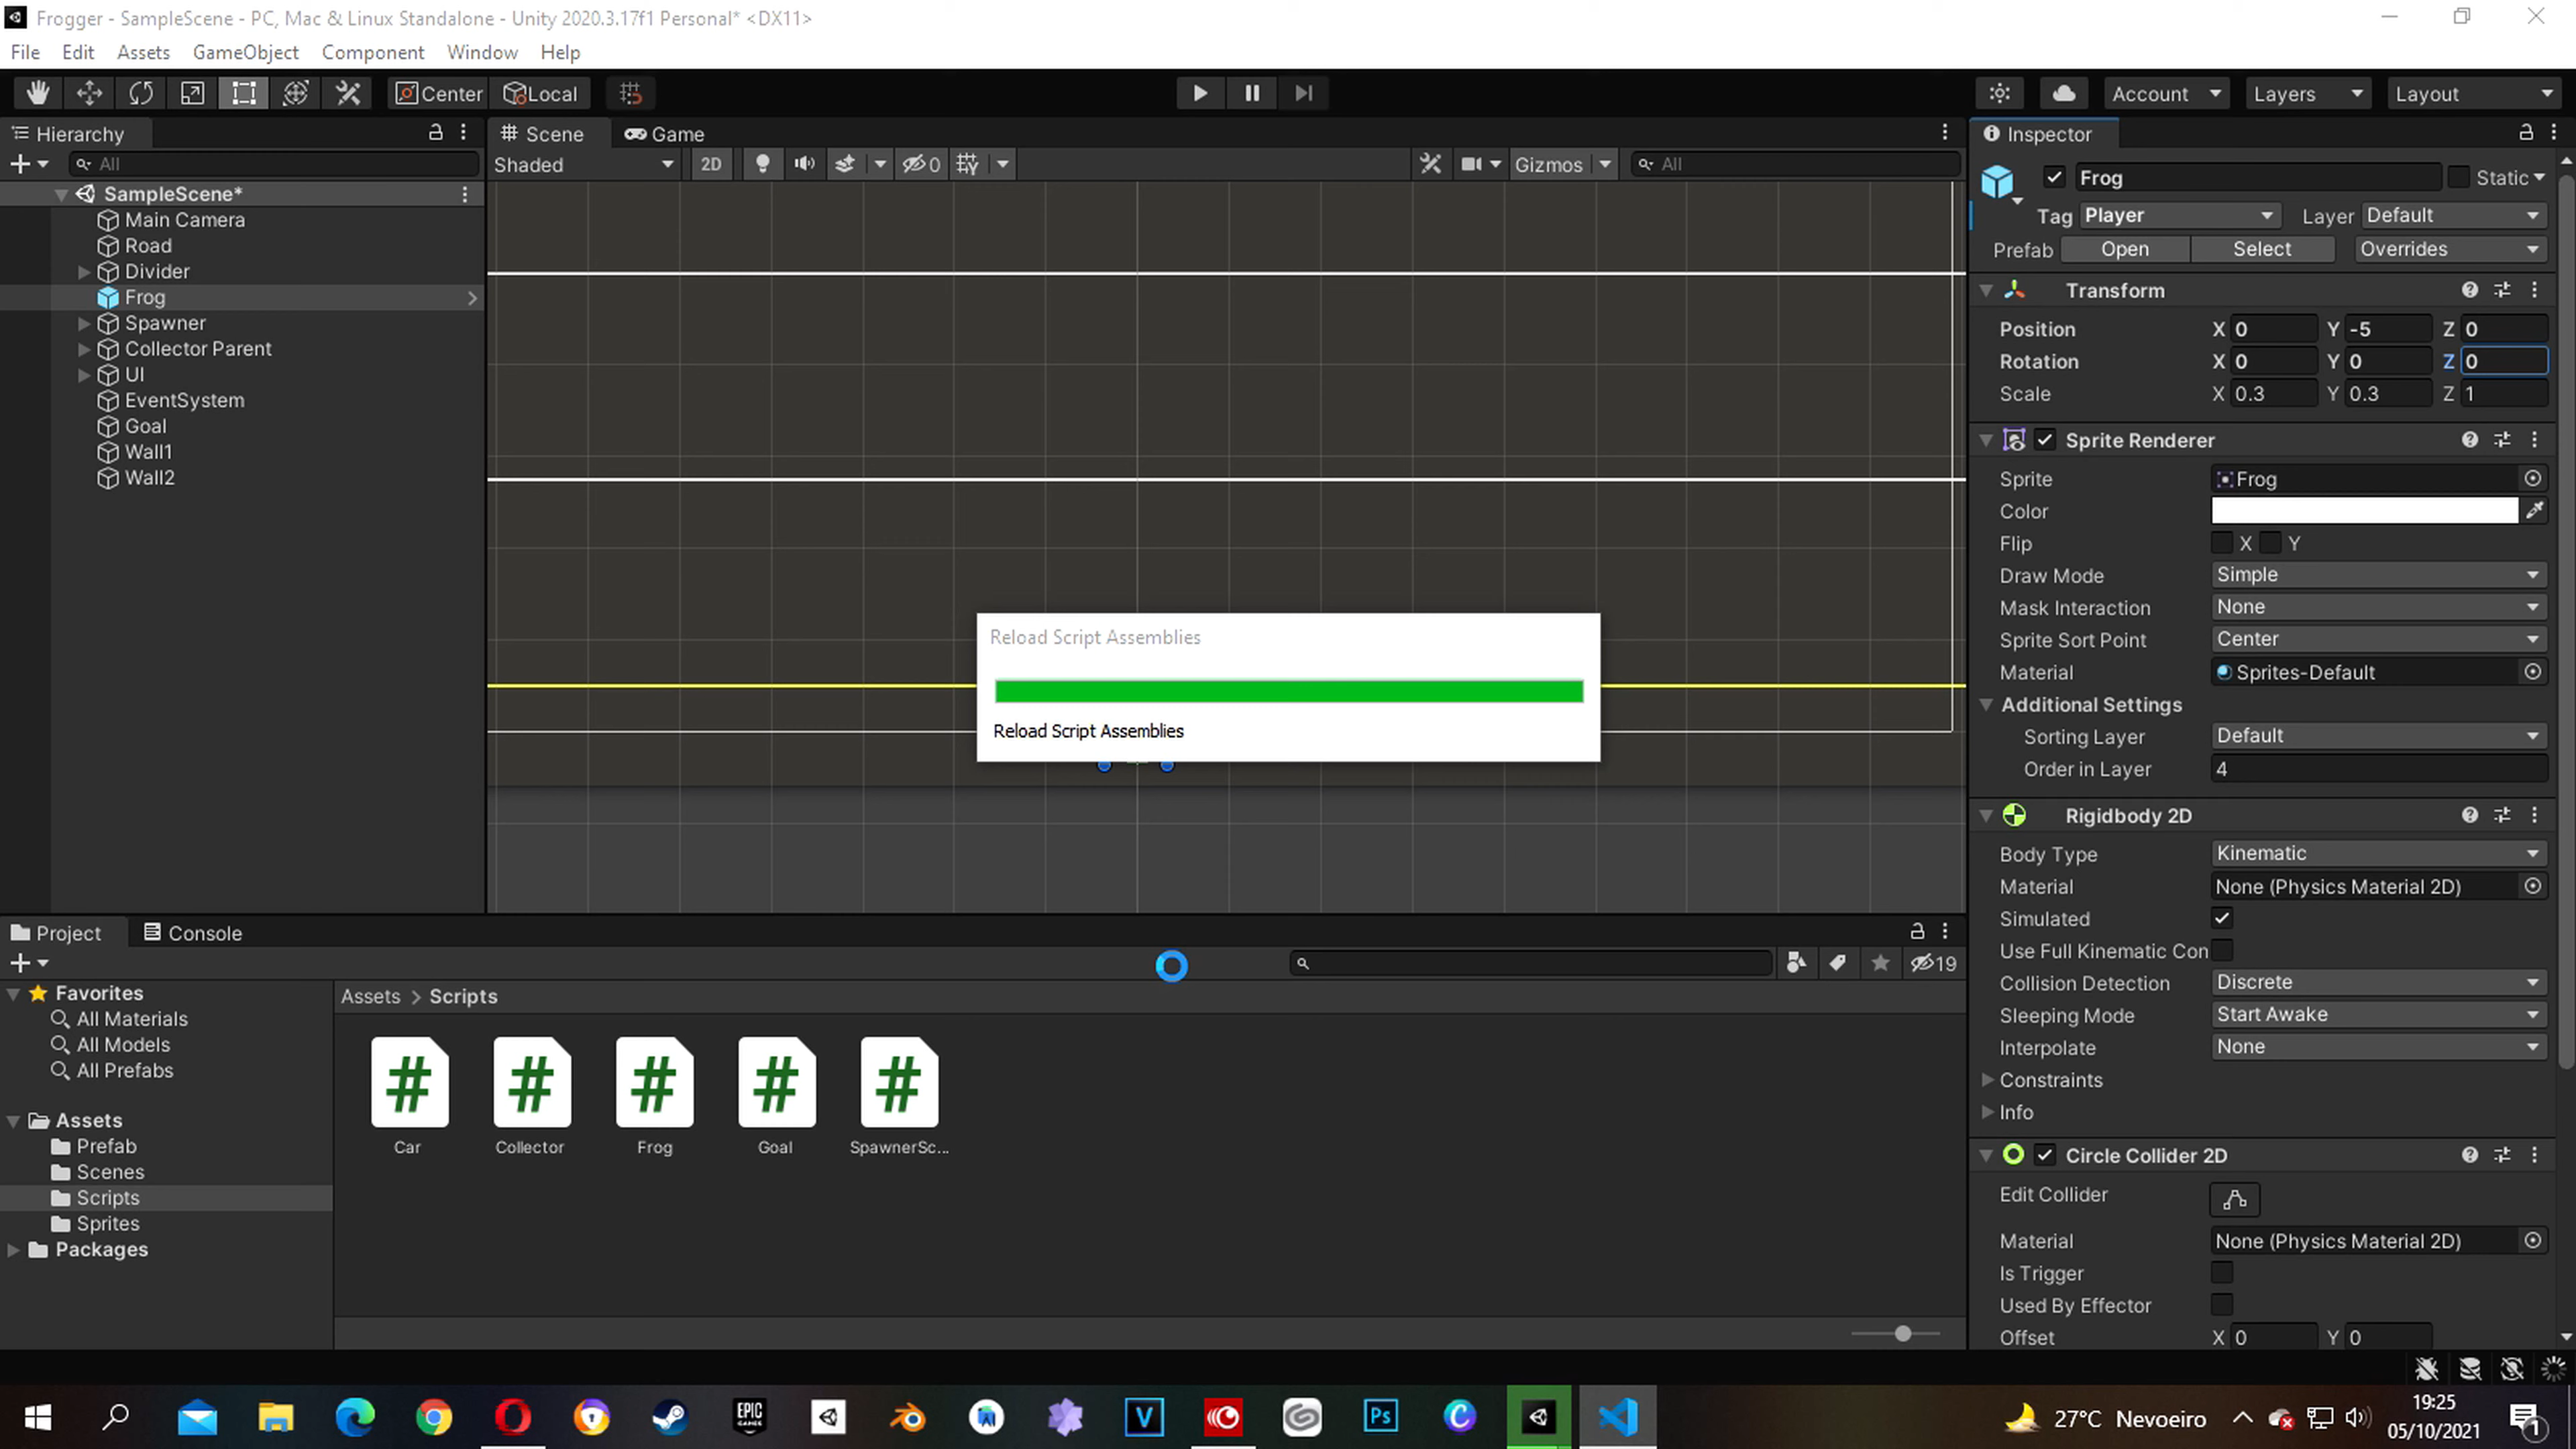 Frogger - SampleScene - PC, Mac & Linux Standalone - Unity 2020.3.17f1 Personal* <DX11>
File Edit Assets GameObject Component Window Help
Center Local Account Layers Layout
Hierarchy
All
SampleScene*
Main Camera
Road
Divider
Frog
Spawner
Collector Parent
UI
EventSystem
Goal
Wall1
Wall2
Scene Game
Shaded 2D 0 Gizmos All
Reload Script Assemblies
Reload Script Assemblies
Inspector
Frog Static
Tag Player Layer Default
Prefab Open Select Overrides
Transform
Position X 0 Y -5 Z 0
Rotation X 0 Y 0 Z 0
Scale X 0.3 Y 0.3 Z 1
Sprite Renderer
Sprite Frog
Color
Flip X Y
Draw Mode Simple
Mask Interaction None
Sprite Sort Point Center
Material Sprites-Default
Additional Settings
Sorting Layer Default
Order in Layer 4
Rigidbody 2D
Body Type Kinematic
Material None (Physics Material 2D)
Simulated
Use Full Kinematic Con
Collision Detection Discrete
Sleeping Mode Start Awake
Interpolate None
Constraints
Info
Circle Collider 2D
Edit Collider
Material None (Physics Material 2D)
Is Trigger
Used By Effector
Offset X 0 Y 0
Project Console
19
Favorites
All Materials
All Models
All Prefabs
Assets
Prefab
Scenes
Scripts
Sprites
Packages
Assets > Scripts
# # # # #
Car Collector Frog Goal SpawnerSc...
EPIC GAMES
V
Ps
C
27°C Nevoeiro
19:25
05/10/2021
1